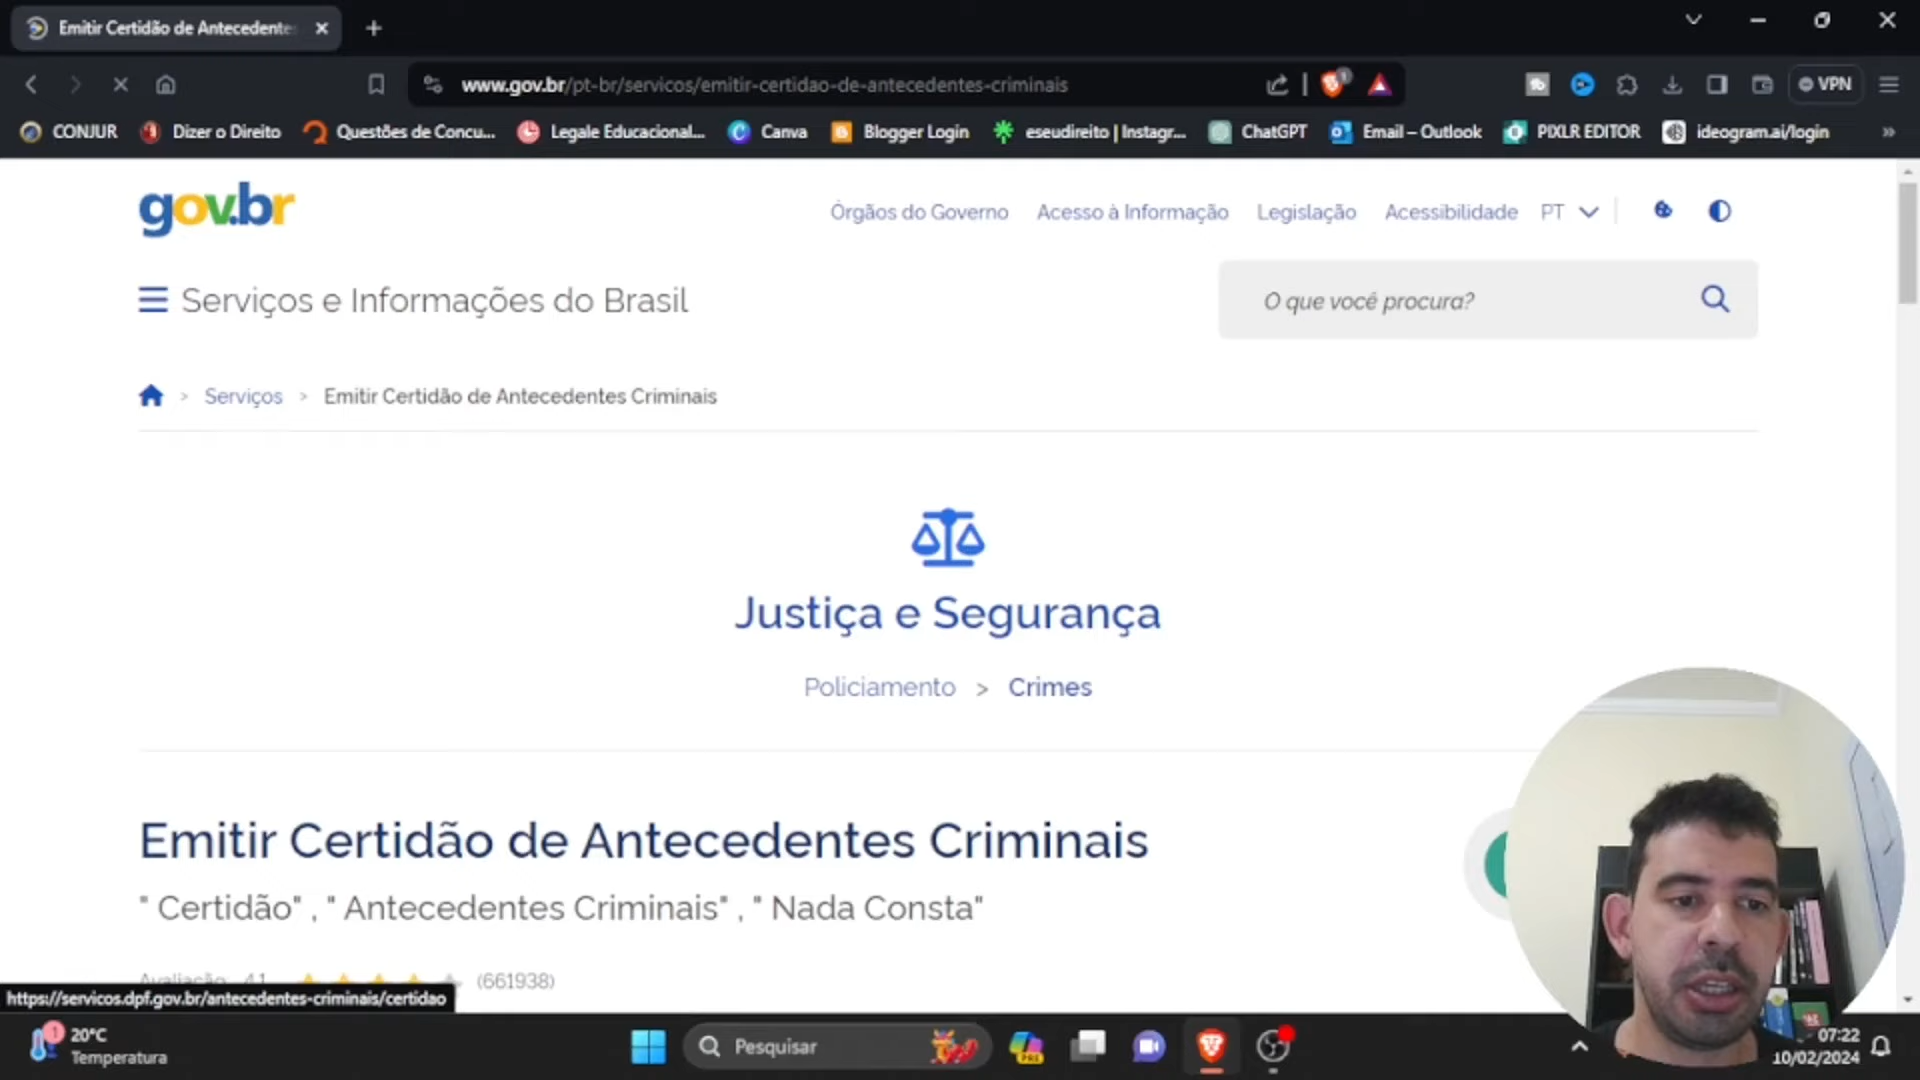 Emitir Certidão de Antecedente
www.gov.br/pt-br/servicos/emitir-certidao-de-antecedentes-criminais
VPN
CONJUR
Dizer o Direito
Questões de Concu...
Legale Educacional...
Canva
Blogger Login
eseudireito | Instagr...
ChatGPT
Email – Outlook
PIXLR EDITOR
ideogram.ai/login
gov.br
Órgãos do Governo
Acesso à Informação
Legislação
Acessibilidade
PT
Serviços e Informações do Brasil
O que você procura?
Serviços > Emitir Certidão de Antecedentes Criminais
Justiça e Segurança
Policiamento > Crimes
Emitir Certidão de Antecedentes Criminais
" Certidão" , " Antecedentes Criminais" , " Nada Consta"
Avaliação: 4.1 (661938)
https://servicos.dpf.gov.br/antecedentes-criminais/certidao
20°C
Temperatura
Pesquisar
PRE
07:22
10/02/2024